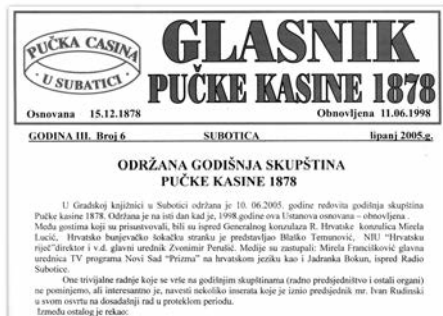 PUČKA CASINA
· U SUBATICI ·
GLASNIK
PUČKE KASINE 1878
Osnovana 15.12.1878
Obnovljena 11.06.1998
GODINA III. Broj 6 SUBOTICA lipanj 2005.g.
ODRŽANA GODIŠNJA SKUPŠTINA
PUČKE KASINE 1878
U Gradskoj knjižnici u Subotici održana je 10. 06.2005. godine redovita godišnja skupština
Pučke kasine 1878. Održana je na isti dan kad je, 1998.godine ova Ustanova osnovana – obnovljena .
Među gostima koji su prisustvovali, bili su ispred Generalnog konzulaza R. Hrvatske konzulica Mirela
Lucić, Hrvatsko bunjevačko šokačku stranku je predstavljao Blaško Temunović, NIU “Hrvatsku
riječ”direktor i v.d. glavni urednik Zvonimir Perušić. Medije su zastupali: Mirela Francišković glavna
urednica TV programa Novi Sad “Prizma” na hrvatskom jeziku kao i Jadranka Bokun, ispred Radio
Subotice.
One trivijalne radnje koje se vrše na godišnjim skupštinama (radno predsjedništvo i ostali organi)
ne pominjemo, ali interesantno je, navesti nekoliko inserata koje je iznio predsjednik mr. Ivan Rudinski
u svom osvrtu na dosadašnji rad u proteklom periodu.
Između ostalog je rekao: